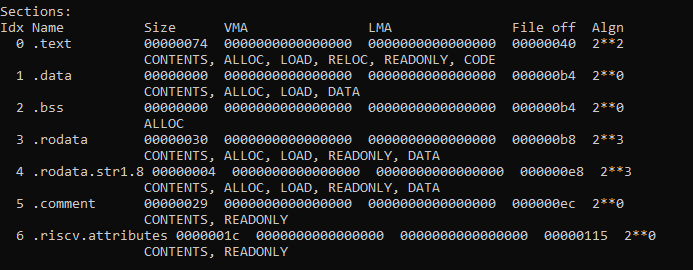 Sections:
Idx Name          Size      VMA               LMA               File off  Algn
  0 .text         00000074  0000000000000000  0000000000000000  00000040  2**2
                  CONTENTS, ALLOC, LOAD, RELOC, READONLY, CODE
  1 .data         00000000  0000000000000000  0000000000000000  000000b4  2**0
                  CONTENTS, ALLOC, LOAD, DATA
  2 .bss          00000000  0000000000000000  0000000000000000  000000b4  2**0
                  ALLOC
  3 .rodata       00000030  0000000000000000  0000000000000000  000000b8  2**3
                  CONTENTS, ALLOC, LOAD, READONLY, DATA
  4 .rodata.str1.8 00000004  0000000000000000  0000000000000000  000000e8  2**3
                  CONTENTS, ALLOC, LOAD, READONLY, DATA
  5 .comment      00000029  0000000000000000  0000000000000000  000000ec  2**0
                  CONTENTS, READONLY
  6 .riscv.attributes 0000001c  0000000000000000  0000000000000000  00000115  2**0
                  CONTENTS, READONLY